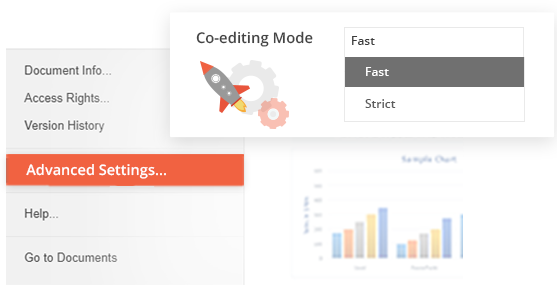 Co-editing Mode
Fast
Fast
Strict
Document Info...
Access Rights...
Version History
Advanced Settings...
Help...
Go to Documents
Sample Chart